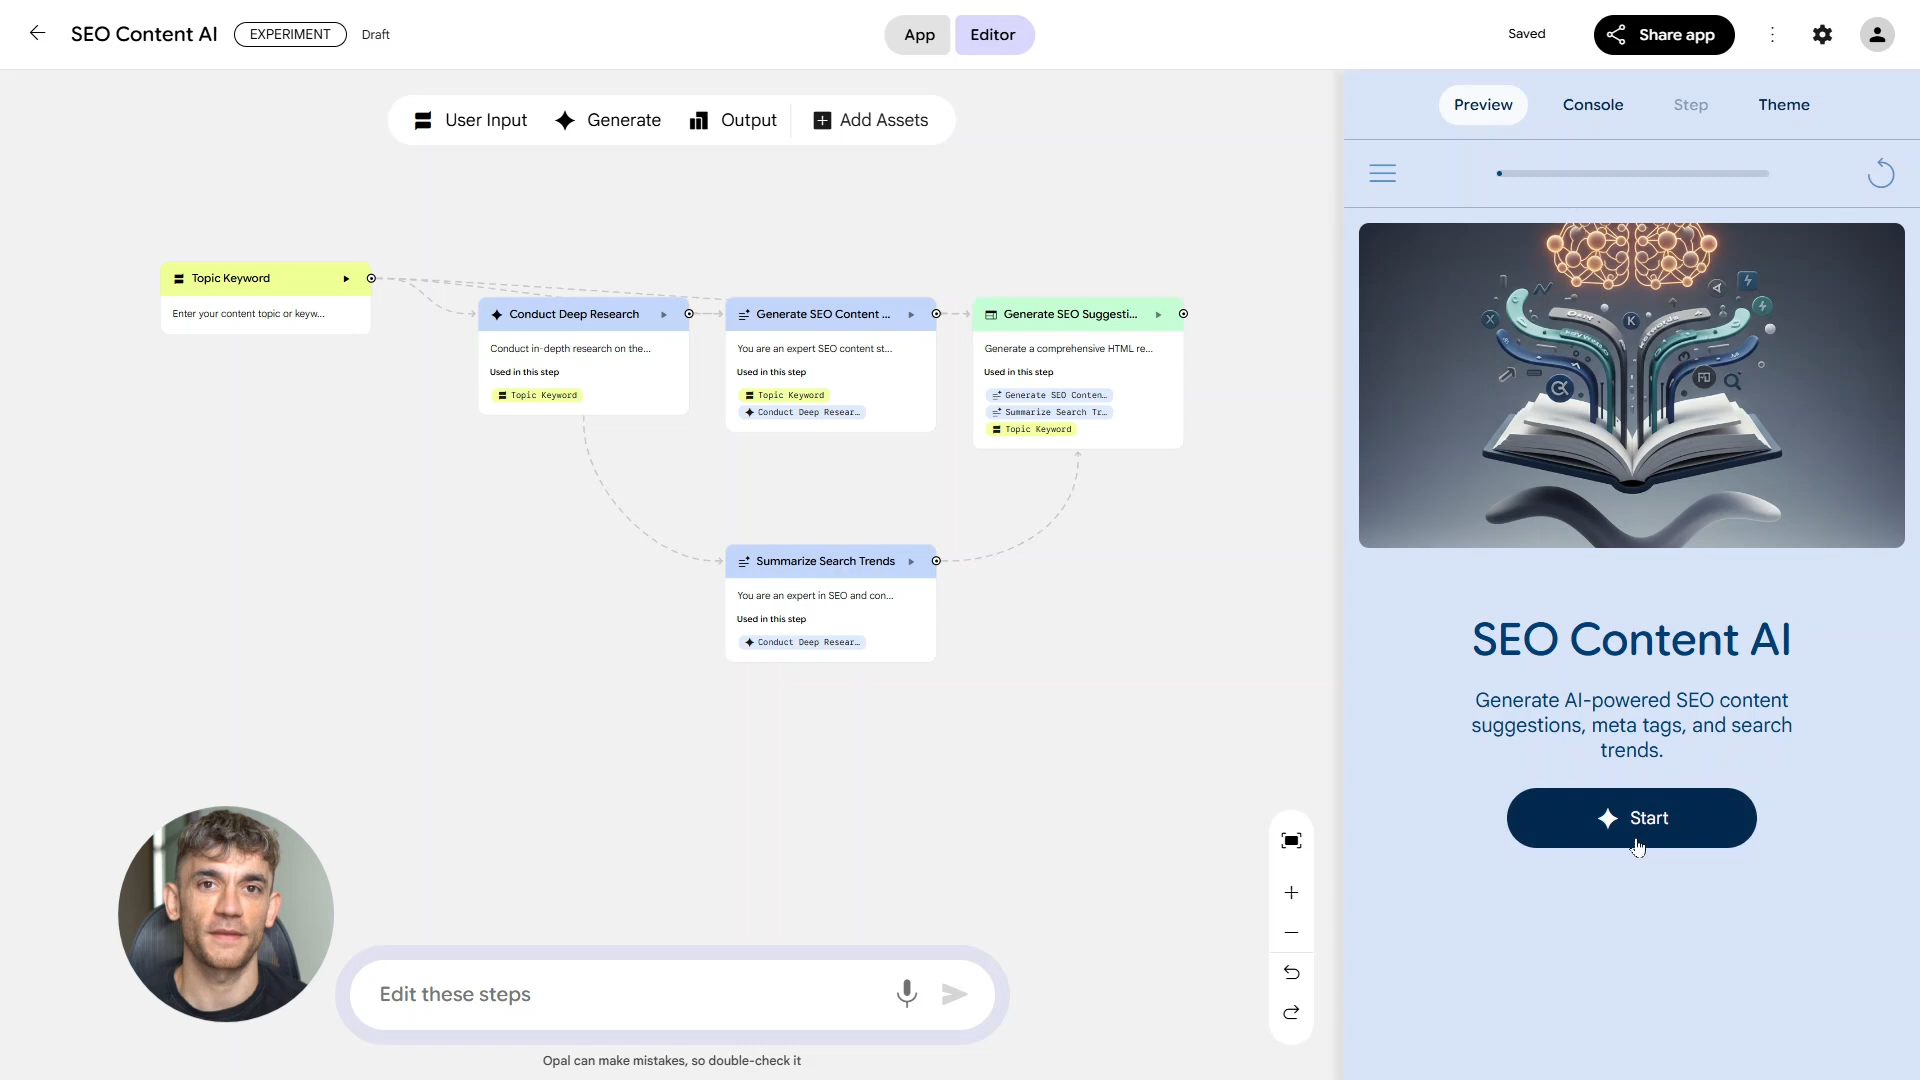 SEO Content AI
EXPERIMENT
Draft
App
Editor
Saved
Share app
User Input
Generate
Output
Add Assets
Preview
Console
Step
Theme
Topic Keyword
Enter your content topic or keyw...
Conduct Deep Research
Conduct in-depth research on the...
Used in this step
Topic Keyword
Generate SEO Content ...
You are an expert SEO content st...
Used in this step
Topic Keyword
Conduct Deep Resear...
Generate SEO Suggesti...
Generate a comprehensive HTML re...
Used in this step
Generate SEO Conten...
Summarize Search Tr...
Topic Keyword
Summarize Search Trends
You are an expert in SEO and con...
Used in this step
Conduct Deep Resear...
SEO Content AI
Generate AI-powered SEO content
suggestions, meta tags, and search
trends.
Start
Edit these steps
Opal can make mistakes, so double-check it